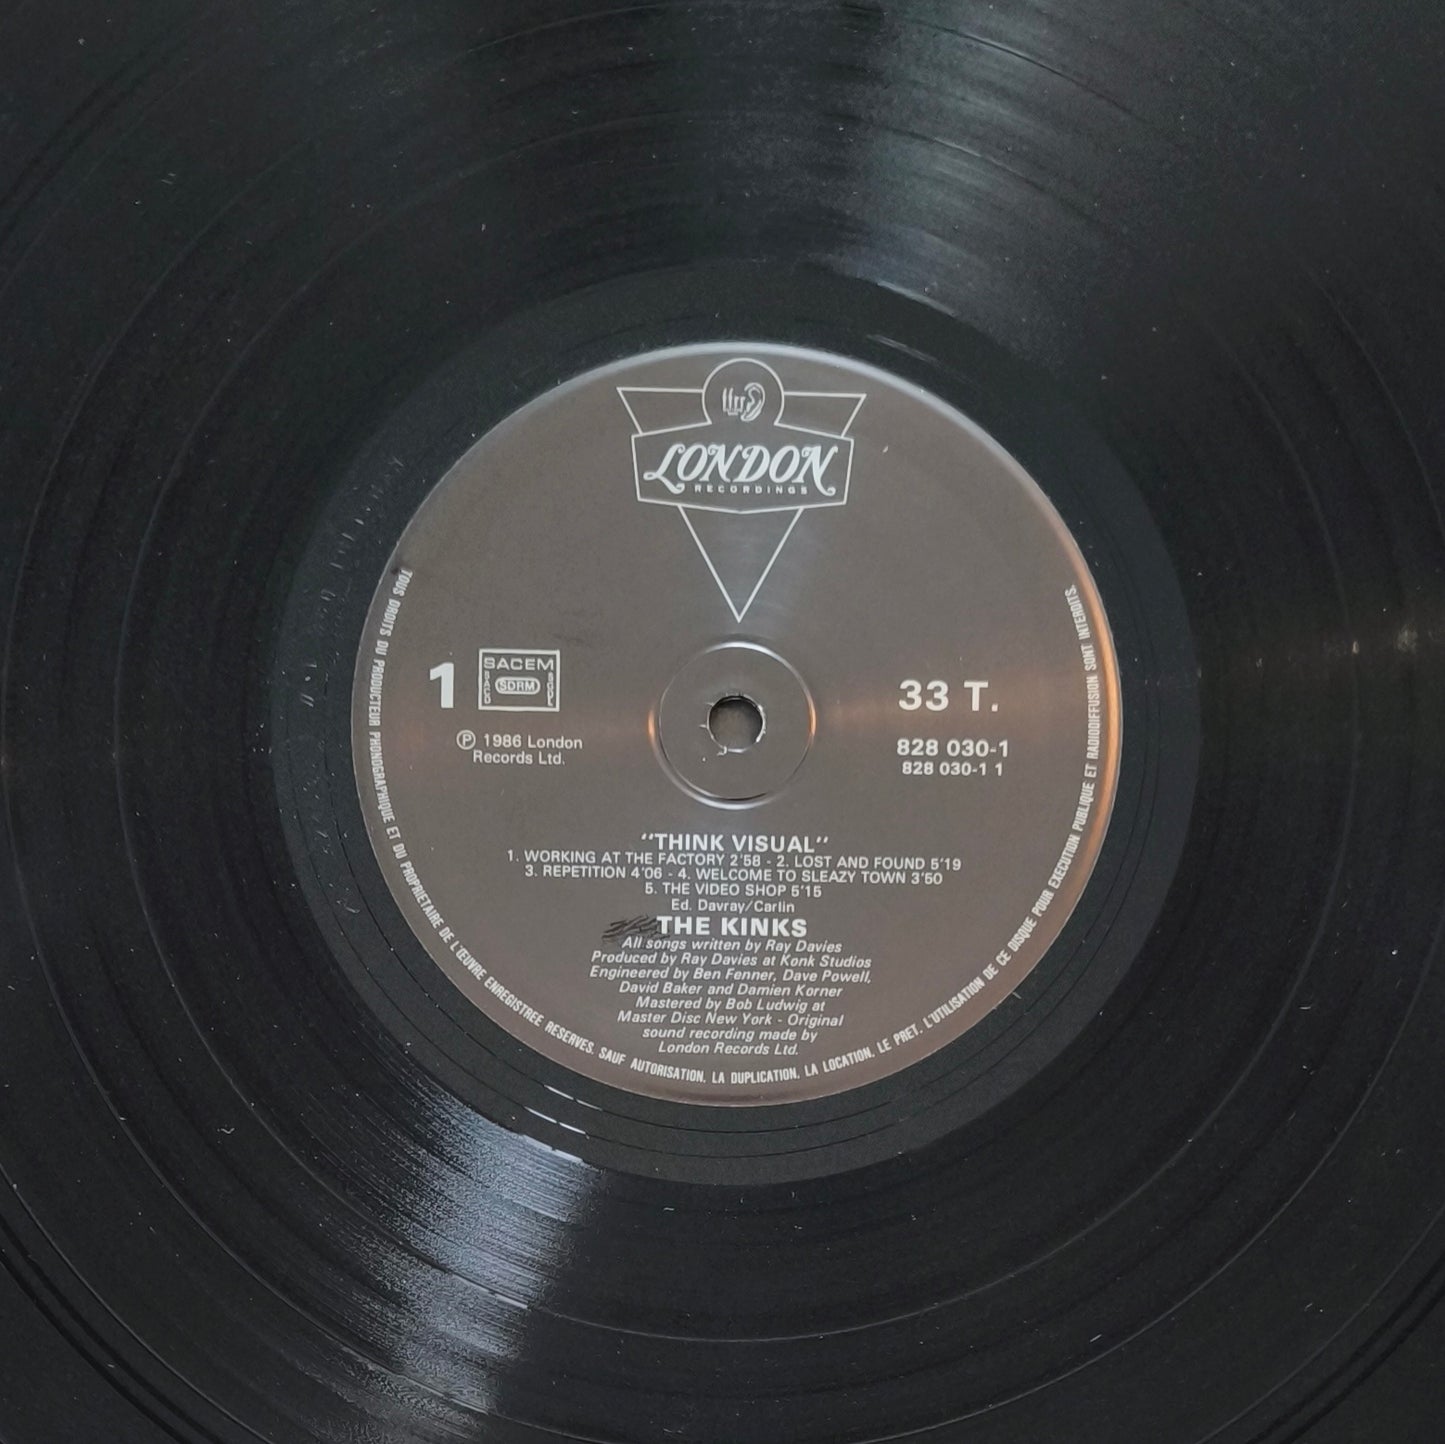 LONDON
RECORDINGS
1
SACEM
SACD
SDRM
SGDL
33 T.
℗ 1986 London
Records Ltd.
828 030-1
828 030-1 1
"THINK VISUAL"
1. WORKING AT THE FACTORY 2'58 - 2. LOST AND FOUND 5'19
3. REPETITION 4'06 - 4. WELCOME TO SLEAZY TOWN 3'50
5. THE VIDEO SHOP 5'15
Ed. Davray/Carlin
THE KINKS
All songs written by Ray Davies
Produced by Ray Davies at Konk Studios
Engineered by Ben Fenner, Dave Powell,
David Baker and Damien Korner
Mastered by Bob Ludwig at
Master Disc New York - Original
sound recording made by
London Records Ltd.
TOUS DROITS DU PRODUCTEUR PHONOGRAPHIQUE ET DU PROPRIETAIRE DE L'ŒUVRE ENREGISTREE RESERVES. SAUF AUTORISATION, LA DUPLICATION, LA LOCATION, LE PRET, L'UTILISATION DE CE DISQUE POUR EXECUTION PUBLIQUE ET RADIODIFFUSION SONT INTERDITS.